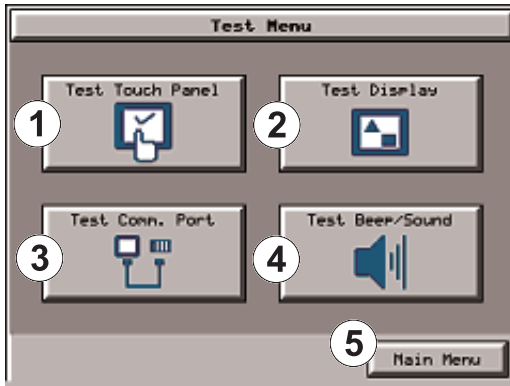 Test Menu
Test Touch Panel
1
Test Display
2
Test Comm. Port
3
Test Beep/Sound
4
5
Main Menu